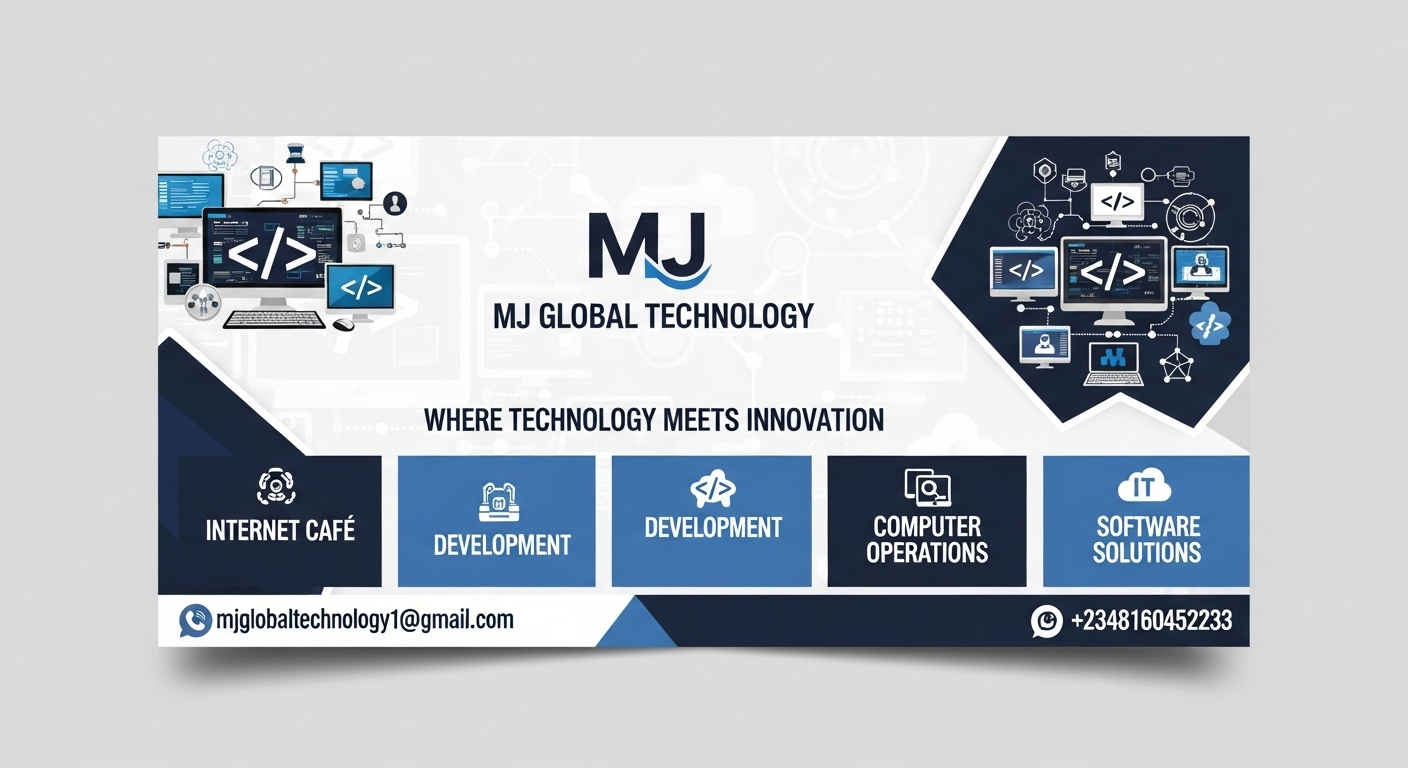 </>
</>
</>
</>
</>
</>
MJ
MJ GLOBAL TECHNOLOGY
WHERE TECHNOLOGY MEETS INNOVATION
INTERNET CAFÉ
DEVELOPMENT
</>
DEVELOPMENT
COMPUTER
OPERATIONS
IT
SOFTWARE
SOLUTIONS
mjglobaltechnology1@gmail.com
+2348160452233